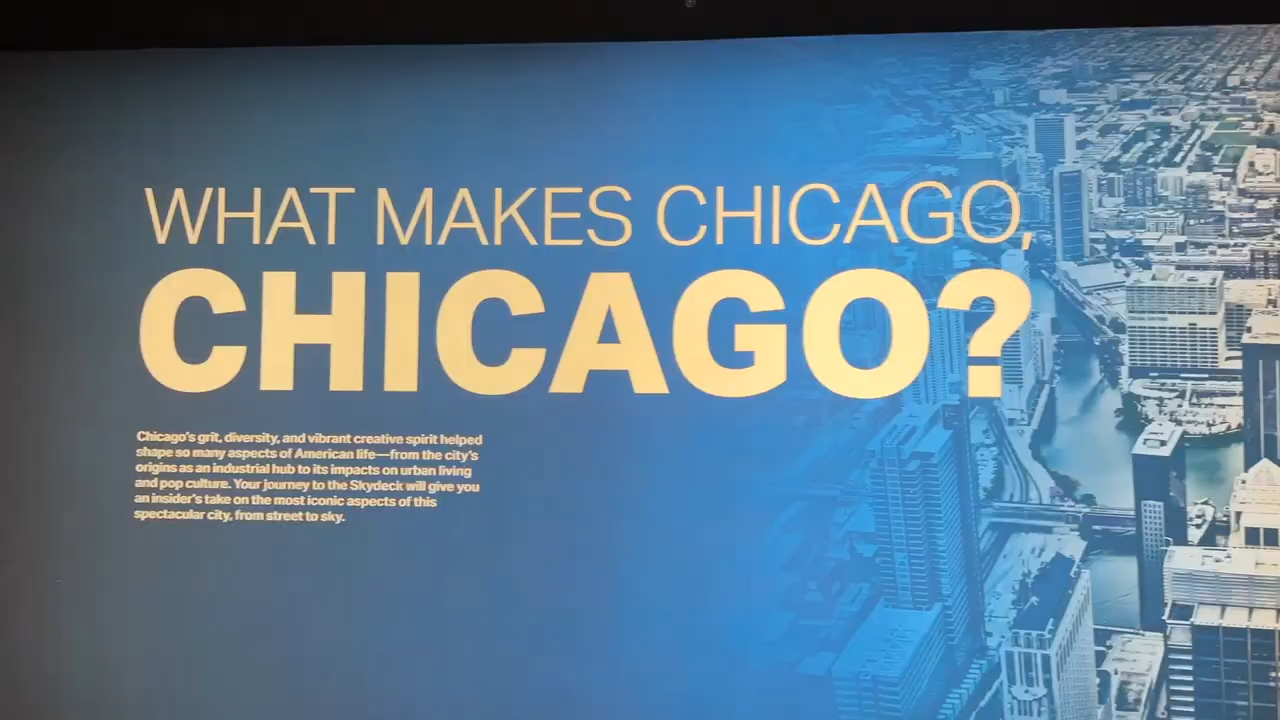 WHAT MAKES CHICAGO,
CHICAGO?
Chicago's grit, diversity, and vibrant creative spirit helped
shape so many aspects of American life—from the city's
origins as an industrial hub to its impacts on urban living
and pop culture. Your journey to the Skydeck will give you
an insider's take on the most iconic aspects of this
spectacular city, from street to sky.